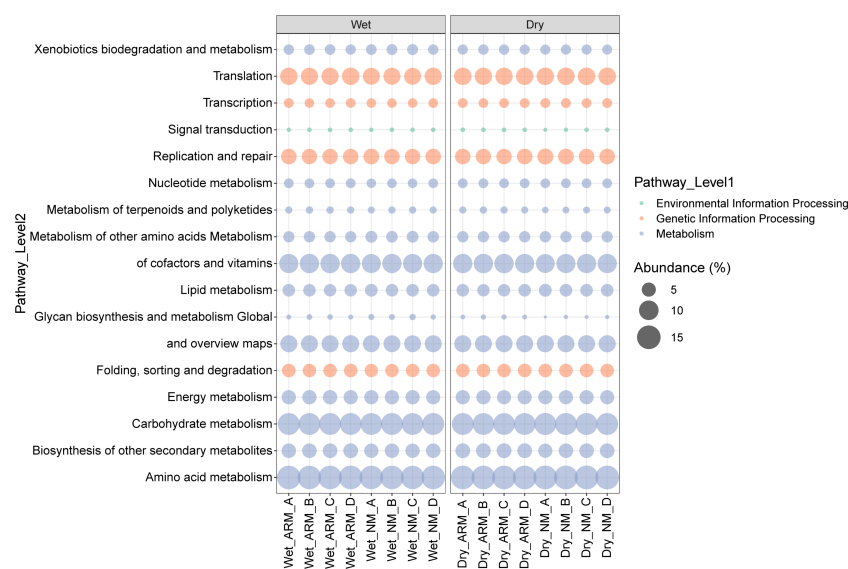 Wet
Dry
Xenobiotics biodegradation and metabolism
Translation
Transcription
Signal transduction
Replication and repair
Nucleotide metabolism
Metabolism of terpenoids and polyketides
Metabolism of other amino acids Metabolism
of cofactors and vitamins
Lipid metabolism
Glycan biosynthesis and metabolism Global
and overview maps
Folding, sorting and degradation
Energy metabolism
Carbohydrate metabolism
Biosynthesis of other secondary metabolites
Amino acid metabolism
Pathway_Level2
Wet_ARM_A
Wet_ARM_B
Wet_ARM_C
Wet_ARM_D
Wet_NM_A
Wet_NM_B
Wet_NM_C
Wet_NM_D
Dry_ARM_A
Dry_ARM_B
Dry_ARM_C
Dry_ARM_D
Dry_NM_A
Dry_NM_B
Dry_NM_C
Dry_NM_D
Pathway_Level1
Environmental Information Processing
Genetic Information Processing
Metabolism
Abundance (%)
5
10
15